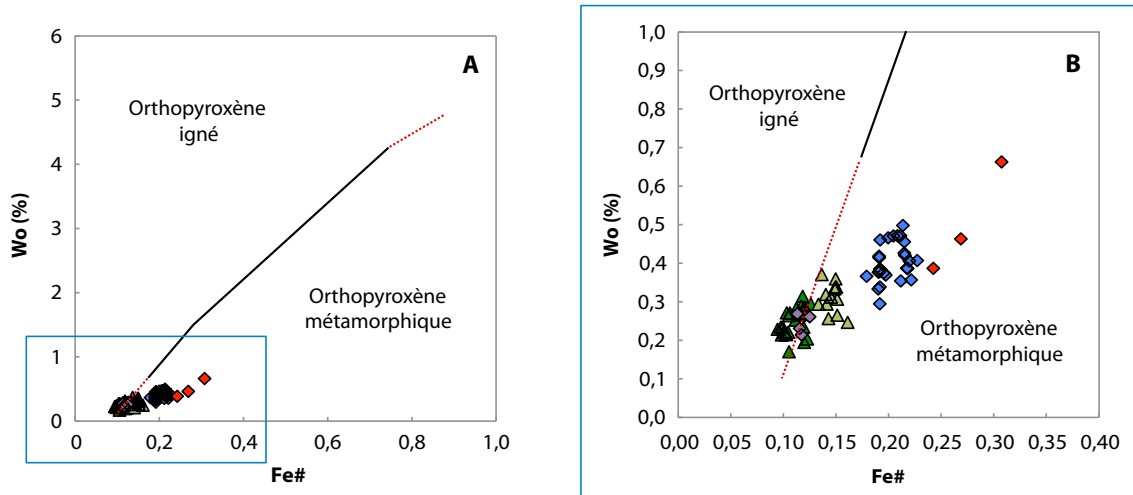 A
Orthopyroxène
igné
Orthopyroxène
métamorphique
Wo (%)
6
5
4
3
2
1
0
0
0,2
0,4
0,6
0,8
1,0
Fe#
B
Orthopyroxène
igné
Orthopyroxène
métamorphique
Wo (%)
1,0
0,9
0,8
0,7
0,6
0,5
0,4
0,3
0,2
0,1
0,0
0,00
0,05
0,10
0,15
0,20
0,25
0,30
0,35
0,40
Fe#